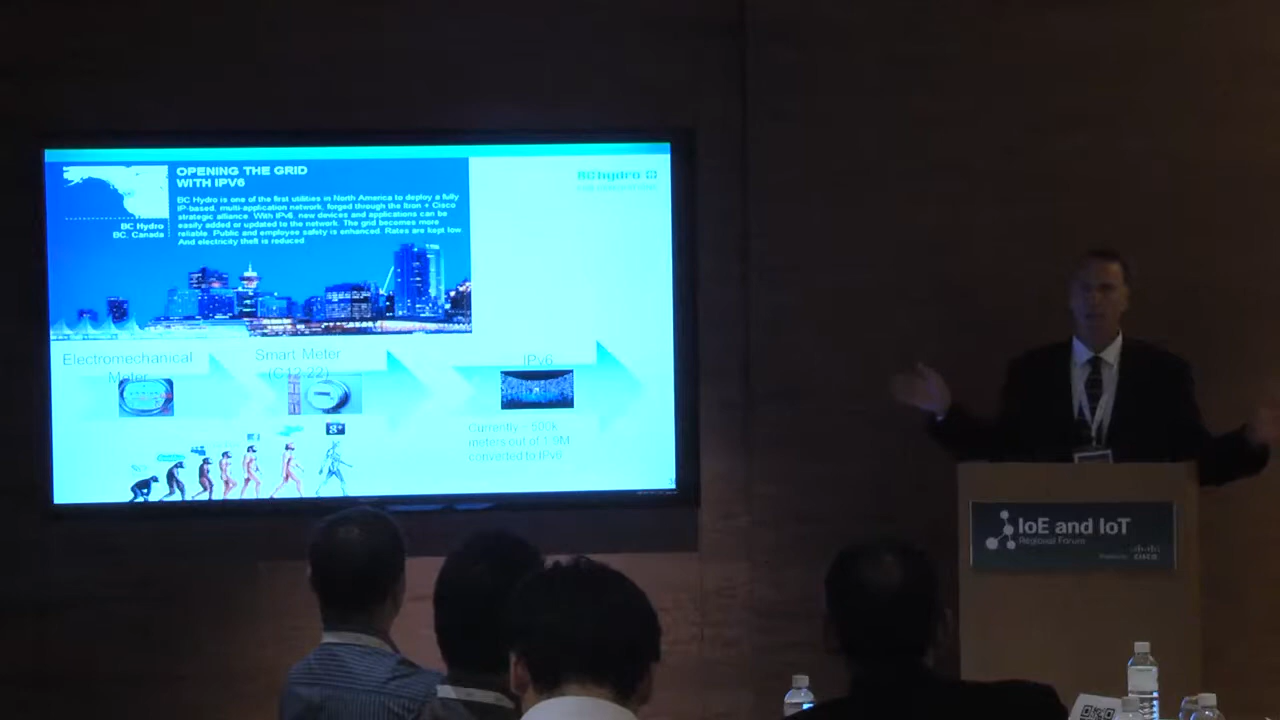 OPENING THE GRID
WITH IPV6
BC Hydro is one of the first utilities in North America to deploy a fully
IP-based, multi-application network, forged through the Itron + Cisco
strategic alliance. With IPv6, new devices and applications can be
easily added or updated to the network. The grid becomes more
reliable. Public and employee safety is enhanced. Rates are kept low.
And electricity theft is reduced.
BC Hydro
BC, Canada
BChydro
Electromechanical
Meter
Smart Meter
(C12.22)
IPv6
g+
Currently ~ 500k
meters out of 1.9M
converted to IPv6
IoE and IoT
Regional Forum
CISCO